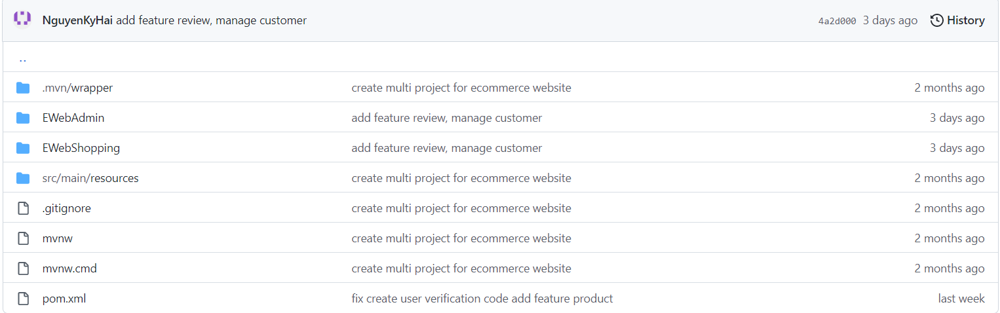 NguyenKyHai add feature review, manage customer 4a2d000 3 days ago History
..
.mvn/wrapper create multi project for ecommerce website 2 months ago
EWebAdmin add feature review, manage customer 3 days ago
EWebShopping add feature review, manage customer 3 days ago
src/main/resources create multi project for ecommerce website 2 months ago
.gitignore create multi project for ecommerce website 2 months ago
mvnw create multi project for ecommerce website 2 months ago
mvnw.cmd create multi project for ecommerce website 2 months ago
pom.xml fix create user verification code add feature product last week